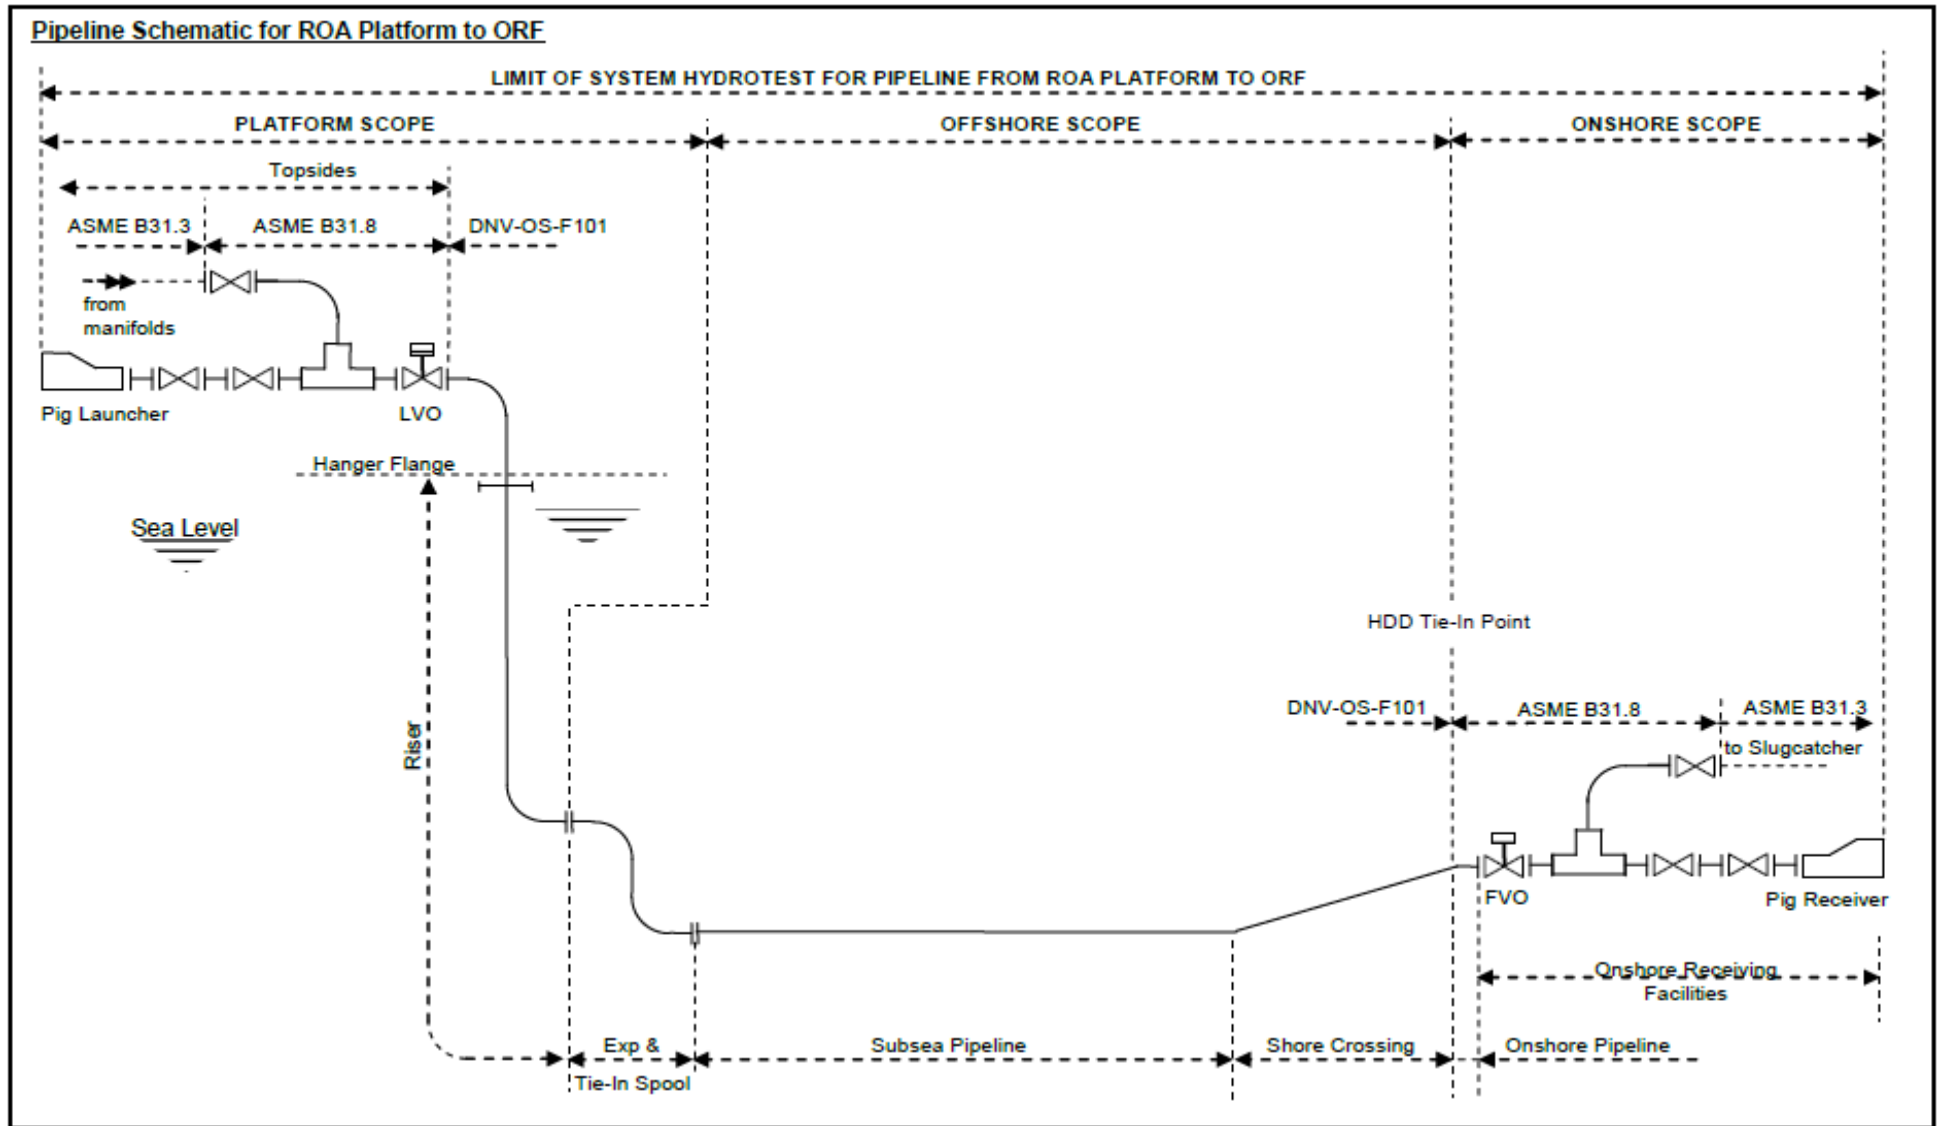 Pipeline Schematic for ROA Platform to ORF
LIMIT OF SYSTEM HYDROTEST FOR PIPELINE FROM ROA PLATFORM TO ORF
PLATFORM SCOPE
OFFSHORE SCOPE
ONSHORE SCOPE
Topsides
ASME B31.3
ASME B31.8
DNV-OS-F101
from
manifolds
Pig Launcher
LVO
Hanger Flange
Sea Level
Riser
HDD Tie-In Point
DNV-OS-F101
ASME B31.8
ASME B31.3
to Slugcatcher
FVO
Pig Receiver
Onshore Receiving
Facilities
Exp &
Tie-In Spool
Subsea Pipeline
Shore Crossing
Onshore Pipeline